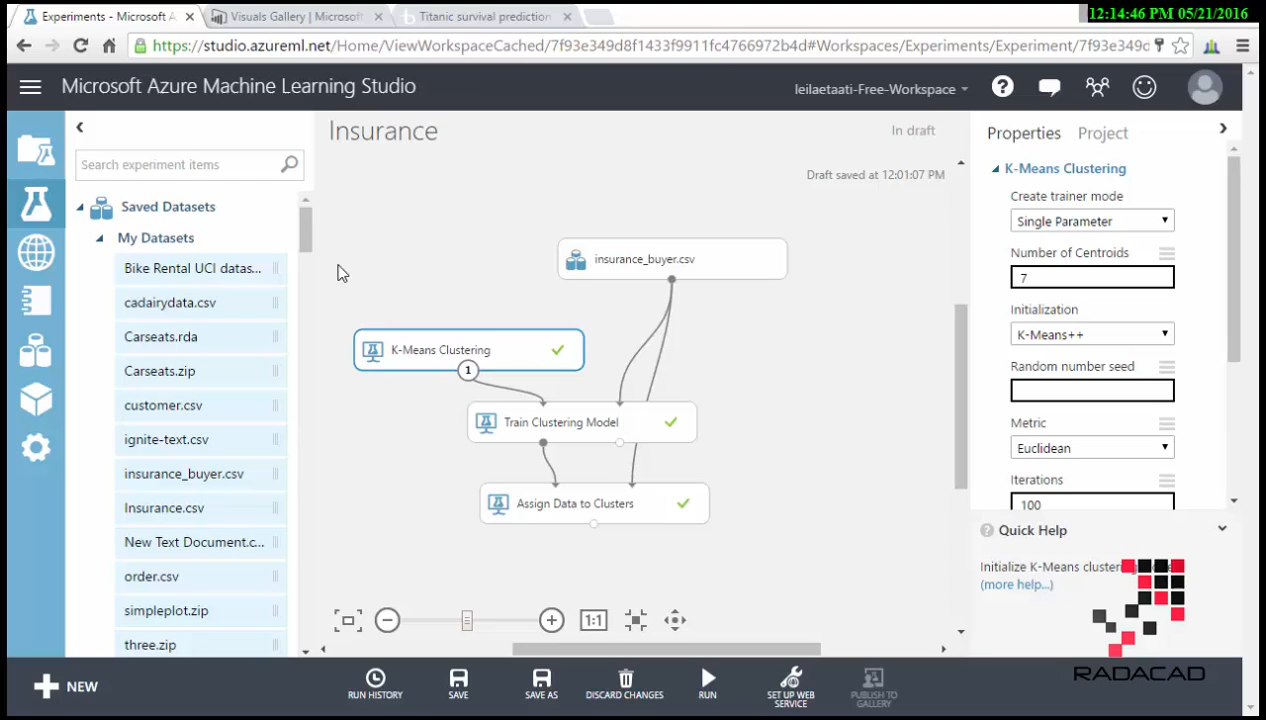 Experiments - Microsoft A
Visuals Gallery | Microsoft
Titanic survival prediction
12:14:46 PM 05/21/2016
https://studio.azureml.net/Home/ViewWorkspaceCached/7f93e349d8f1433f9911fc4766972b4d#Workspaces/Experiments/Experiment/7f93e349d
Microsoft Azure Machine Learning Studio
leilaetaati-Free-Workspace
Search experiment items
Saved Datasets
My Datasets
Bike Rental UCI datas...
cadairydata.csv
Carseats.rda
Carseats.zip
customer.csv
ignite-text.csv
insurance_buyer.csv
Insurance.csv
New Text Document.c...
order.csv
simpleplot.zip
three.zip
Insurance
In draft
Draft saved at 12:01:07 PM
insurance_buyer.csv
K-Means Clustering
1
Train Clustering Model
Assign Data to Clusters
1:1
Properties
Project
K-Means Clustering
Create trainer mode
Single Parameter
Number of Centroids
7
Initialization
K-Means++
Random number seed
Metric
Euclidean
Iterations
100
Quick Help
Initialize K-Means clustering
(more help...)
RADACAD
NEW
RUN HISTORY
SAVE
SAVE AS
DISCARD CHANGES
RUN
SET UP WEB
SERVICE
PUBLISH TO
GALLERY